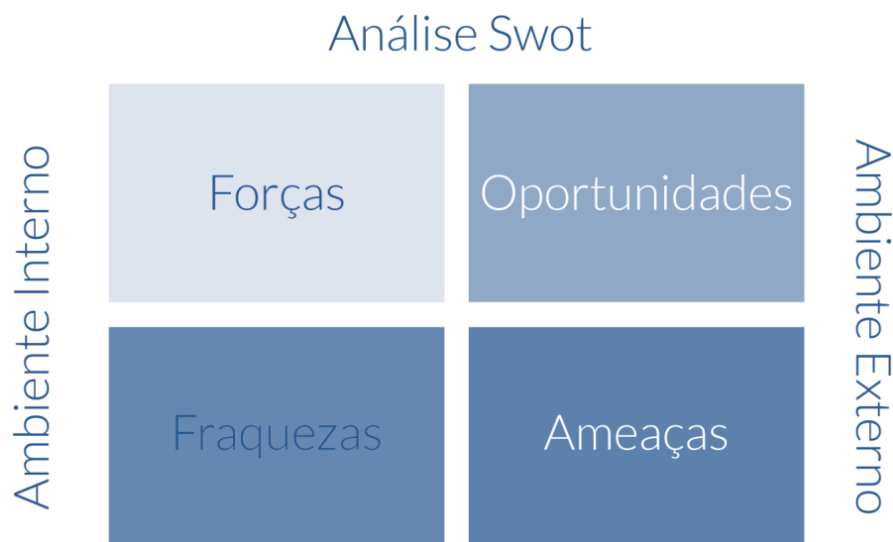 Análise Swot
Ambiente Interno
Forças
Oportunidades
Fraquezas
Ameaças
Ambiente Externo